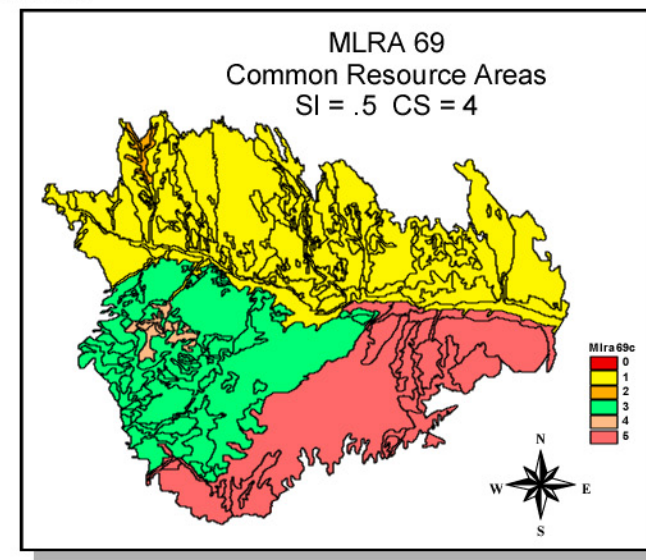 MLRA 69
Common Resource Areas
SI = .5 CS = 4
Mlra69c
0
1
2
3
4
5
N
W E
S